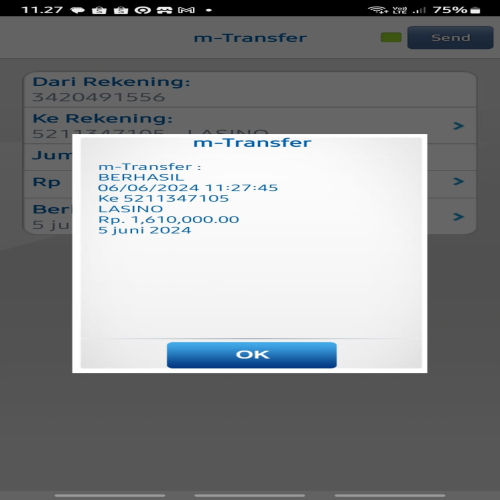 11.27
75%
m-Transfer
Send
Dari Rekening:
3420491556
Ke Rekening:
5211347105 LASINO
Jum
Rp
Beri
5 ju
m-Transfer
m-Transfer :
BERHASIL
06/06/2024 11:27:45
Ke 5211347105
LASINO
Rp. 1,610,000.00
5 juni 2024
OK